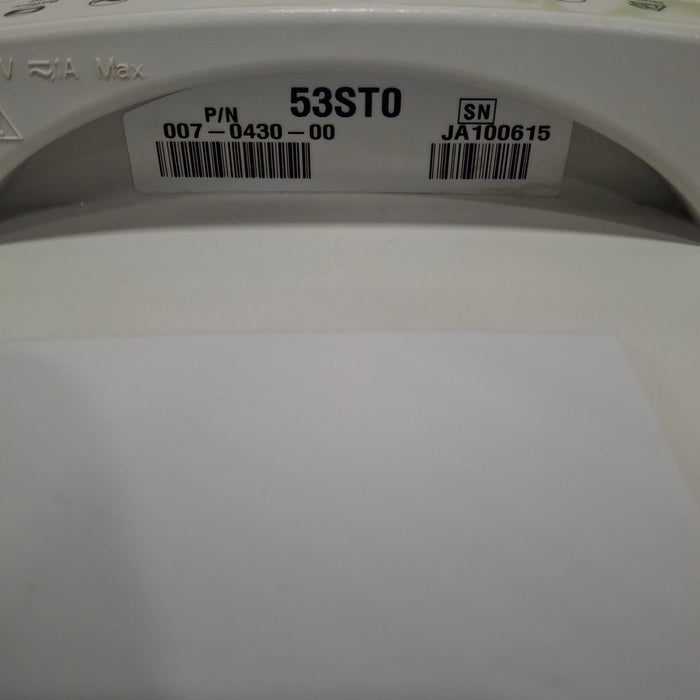 V ⎓1A Max
53ST0
P/N
SN
007-0430-00
JA100615